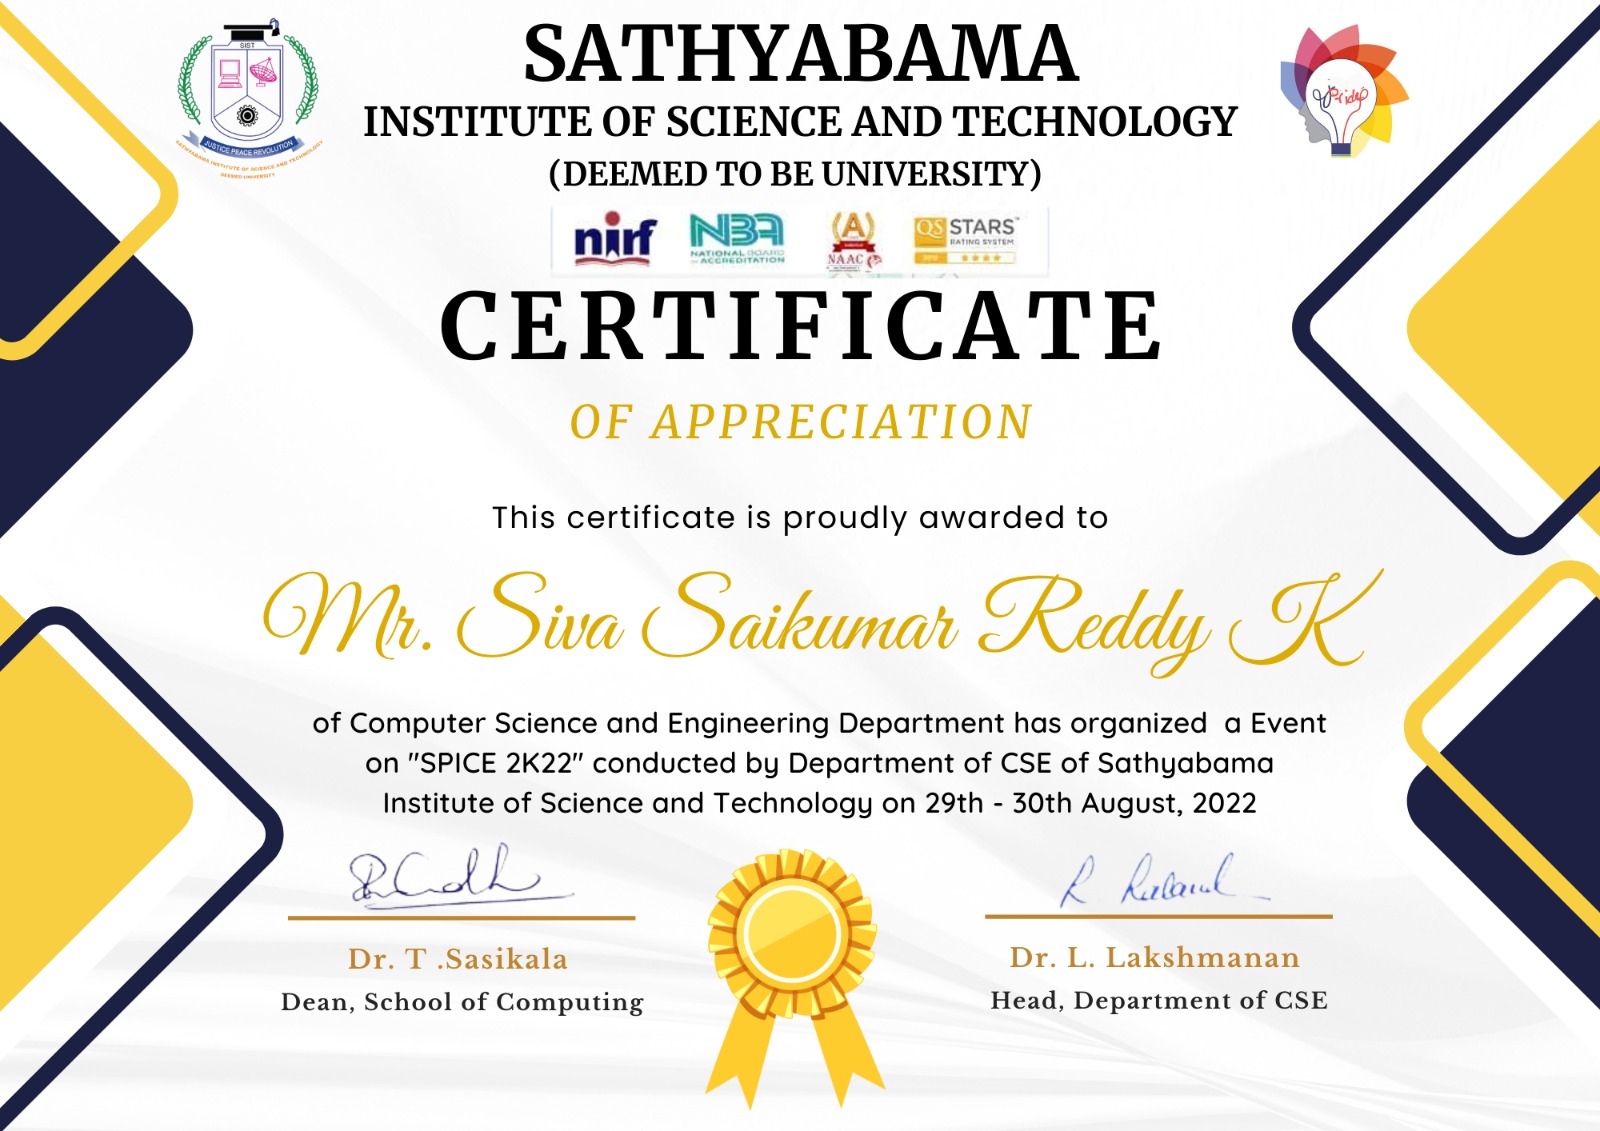 SIST
JUSTICE PEACE REVOLUTION
SATHYABAMA INSTITUTE OF SCIENCE AND TECHNOLOGY
DEEMED UNIVERSITY
SATHYABAMA
INSTITUTE OF SCIENCE AND TECHNOLOGY
(DEEMED TO BE UNIVERSITY)
nirf
NBA
NATIONAL BOARD
OF ACCREDITATION
A
NAAC
QS STARS™
RATING SYSTEM
CERTIFICATE
OF APPRECIATION
This certificate is proudly awarded to
Mr. Siva Saikumar Reddy K
of Computer Science and Engineering Department has organized  a Event
on "SPICE 2K22" conducted by Department of CSE of Sathyabama
Institute of Science and Technology on 29th - 30th August, 2022
Dr. T .Sasikala
Dean, School of Computing
Dr. L. Lakshmanan
Head, Department of CSE